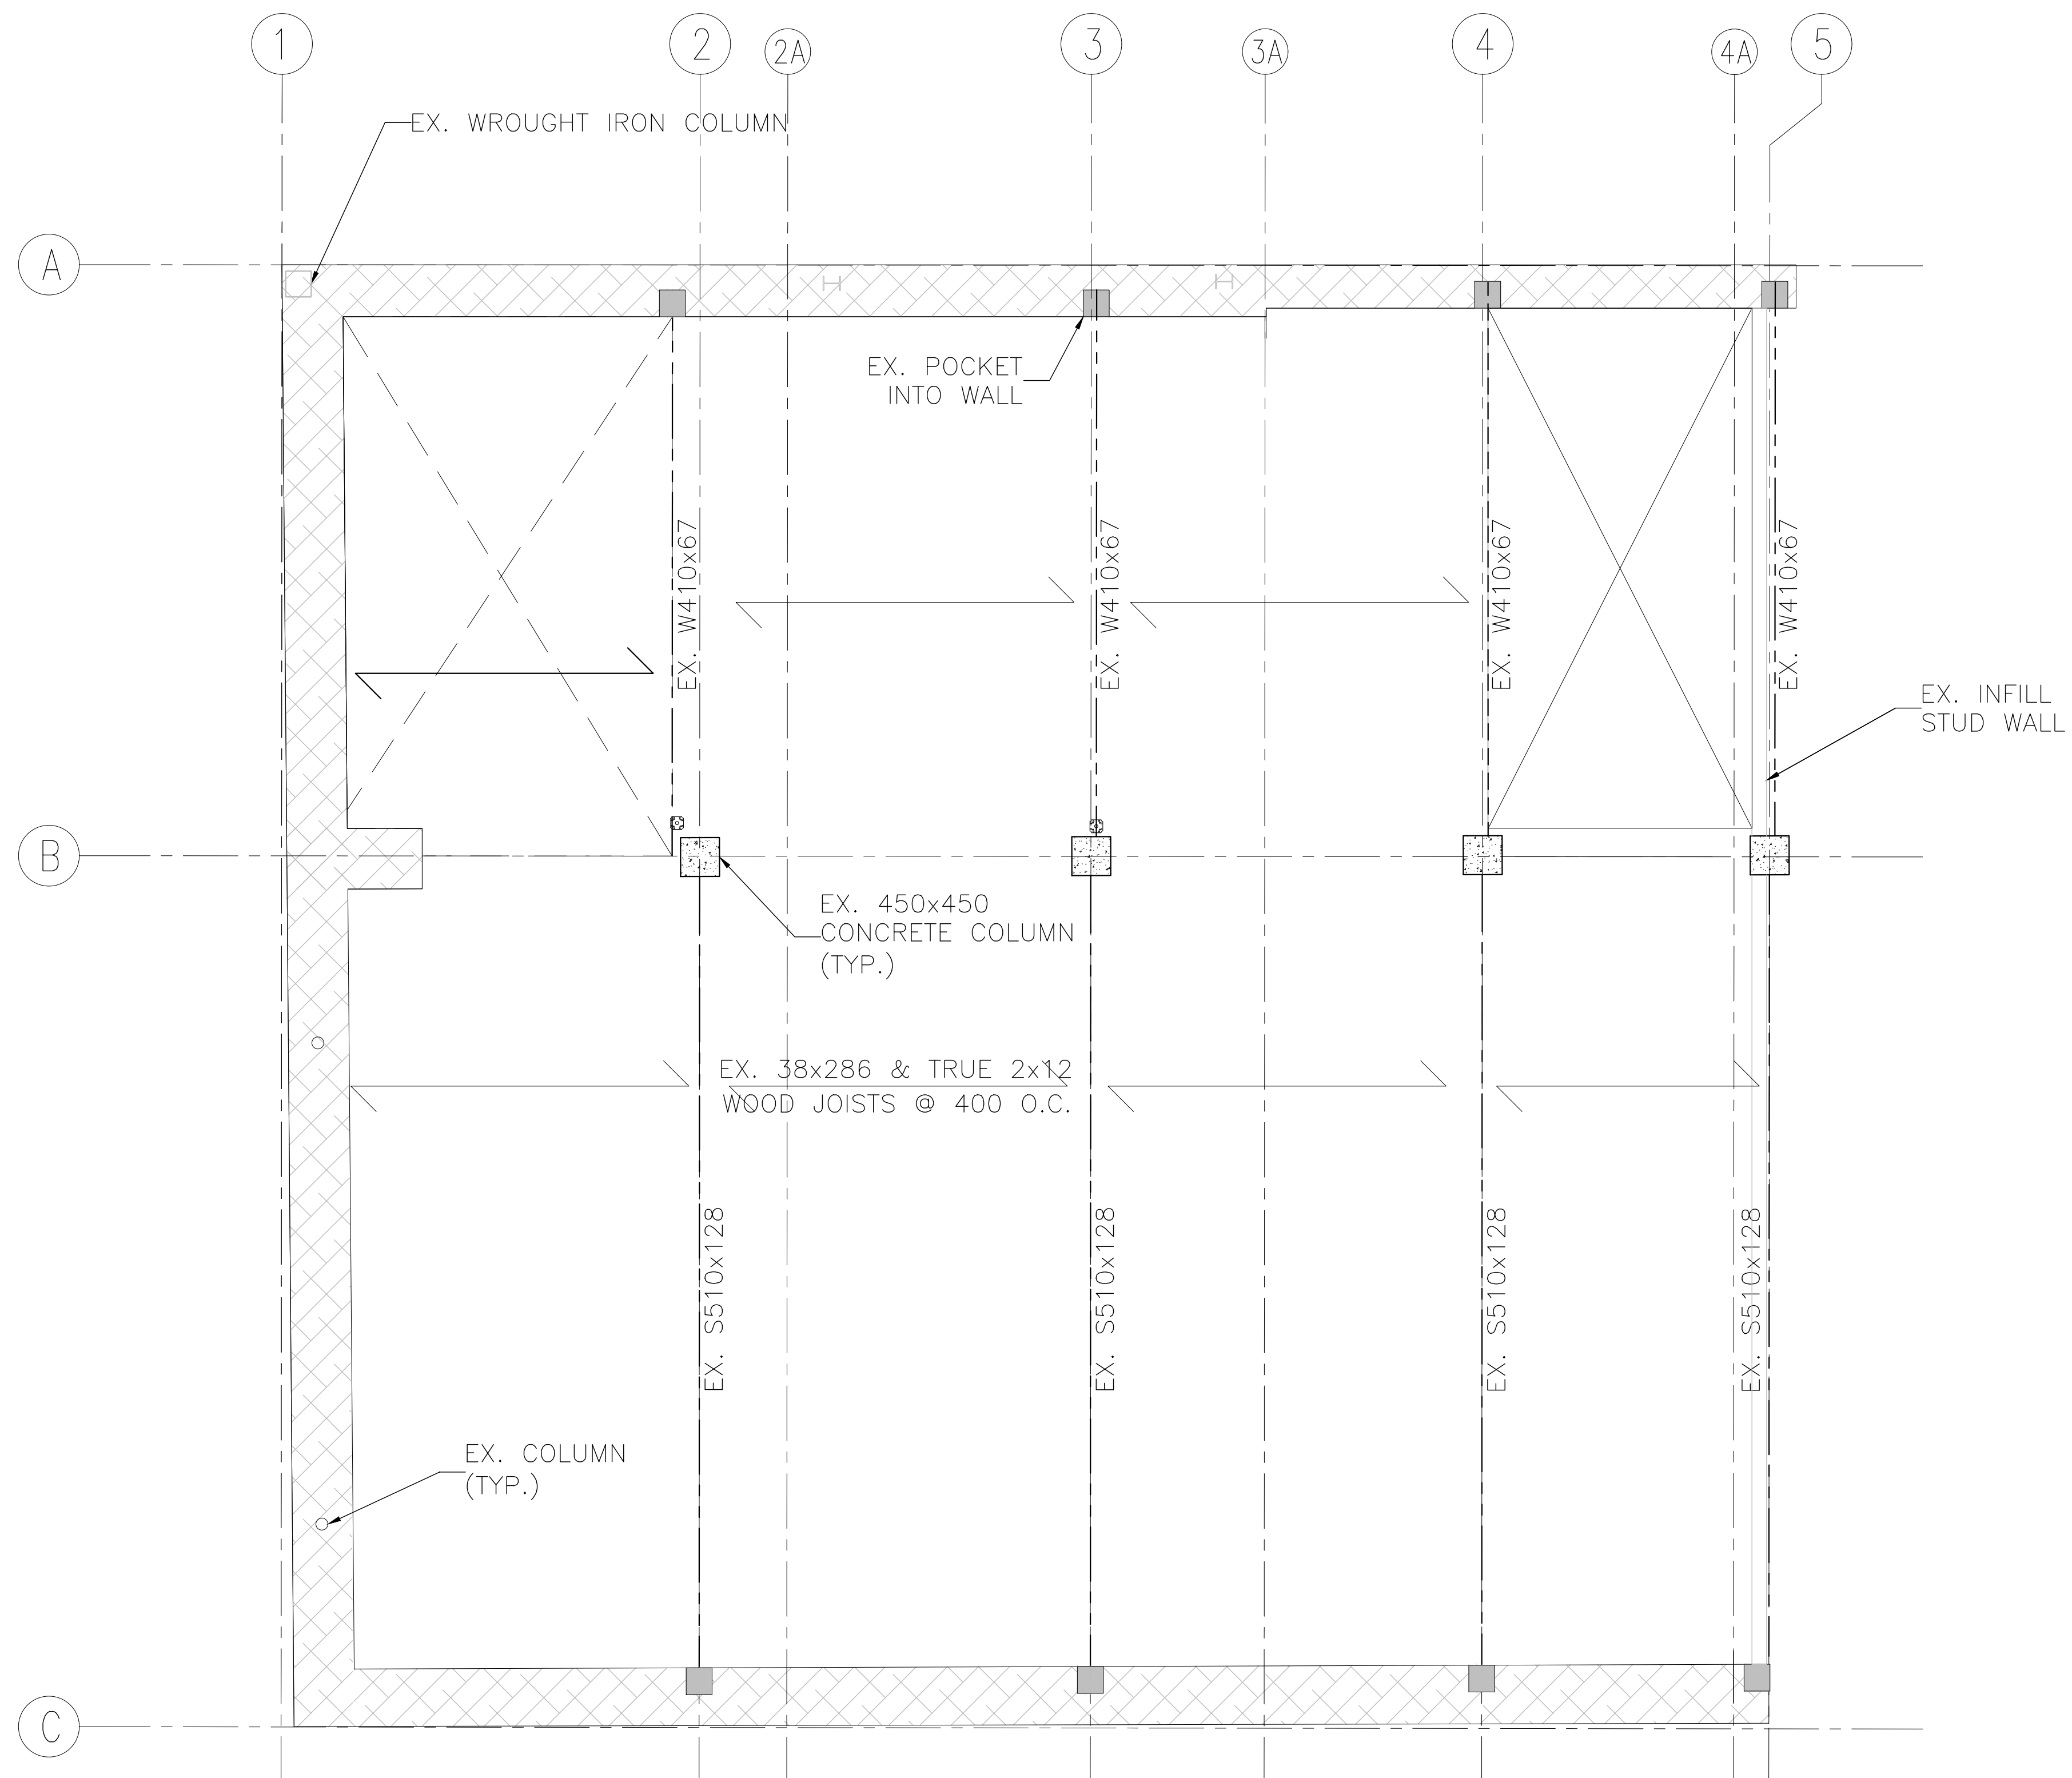 1
2
2A
3
3A
4
4A
5
EX. WROUGHT IRON COLUMN
A
EX. POCKET
INTO WALL
EX. W410x67
EX. W410x67
EX. W410x67
EX. W410x67
EX. INFILL
STUD WALL
B
EX. 450x450
CONCRETE COLUMN
(TYP.)
EX. 38x286 & TRUE 2x12
WOOD JOISTS @ 400 O.C.
EX. S510x128
EX. S510x128
EX. S510x128
EX. S510x128
EX. COLUMN
(TYP.)
C